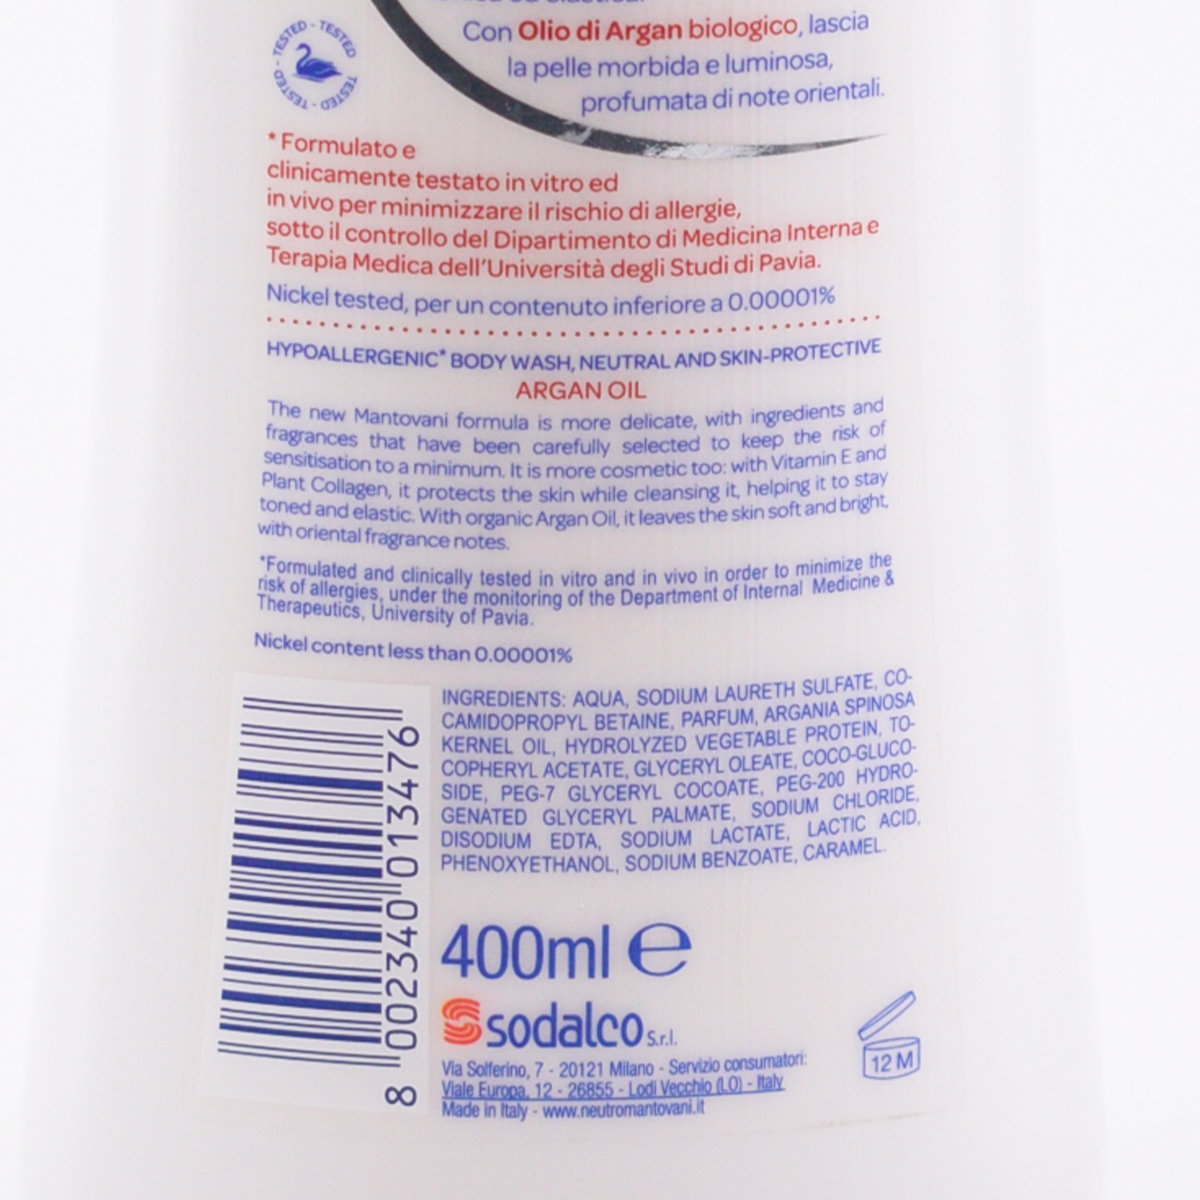 Con Olio di Argan biologico, lascia
la pelle morbida e luminosa,
profumata di note orientali.
TESTED - TESTED - TESTED - TESTED -
* Formulato e
clinicamente testato in vitro ed
in vivo per minimizzare il rischio di allergie,
sotto il controllo del Dipartimento di Medicina Interna e
Terapia Medica dell'Università degli Studi di Pavia.
Nickel tested, per un contenuto inferiore a 0.00001%
HYPOALLERGENIC* BODY WASH, NEUTRAL AND SKIN-PROTECTIVE
ARGAN OIL
The new Mantovani formula is more delicate, with ingredients and
fragrances that have been carefully selected to keep the risk of
sensitisation to a minimum. It is more cosmetic too: with Vitamin E and
Plant Collagen, it protects the skin while cleansing it, helping it to stay
toned and elastic. With organic Argan Oil, it leaves the skin soft and bright,
with oriental fragrance notes.
*Formulated and clinically tested in vitro and in vivo in order to minimize the
risk of allergies, under the monitoring of the Department of Internal Medicine &
Therapeutics, University of Pavia.
Nickel content less than 0.00001%
INGREDIENTS: AQUA, SODIUM LAURETH SULFATE, CO-
CAMIDOPROPYL BETAINE, PARFUM, ARGANIA SPINOSA
KERNEL OIL, HYDROLYZED VEGETABLE PROTEIN, TO-
COPHERYL ACETATE, GLYCERYL OLEATE, COCO-GLUCO-
SIDE, PEG-7 GLYCERYL COCOATE, PEG-200 HYDRO-
GENATED GLYCERYL PALMATE, SODIUM CHLORIDE,
DISODIUM EDTA, SODIUM LACTATE, LACTIC ACID,
PHENOXYETHANOL, SODIUM BENZOATE, CARAMEL.
8 002340 013476
400ml e
sodalco S.r.l.
12 M
Via Solferino, 7 - 20121 Milano - Servizio consumatori:
Viale Europa, 12 - 26855 - Lodi Vecchio (LO) - Italy
Made in Italy - www.neutromantovani.it